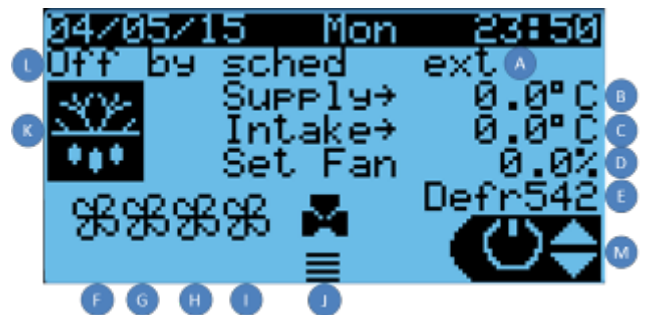 04/05/15 Mon 23:50
L Off by sched ext A
Supply→ 0.0°C B
K Intake→ 0.0°C C
Set Fan 0.0% D
Defr542 E
M
F G H I J